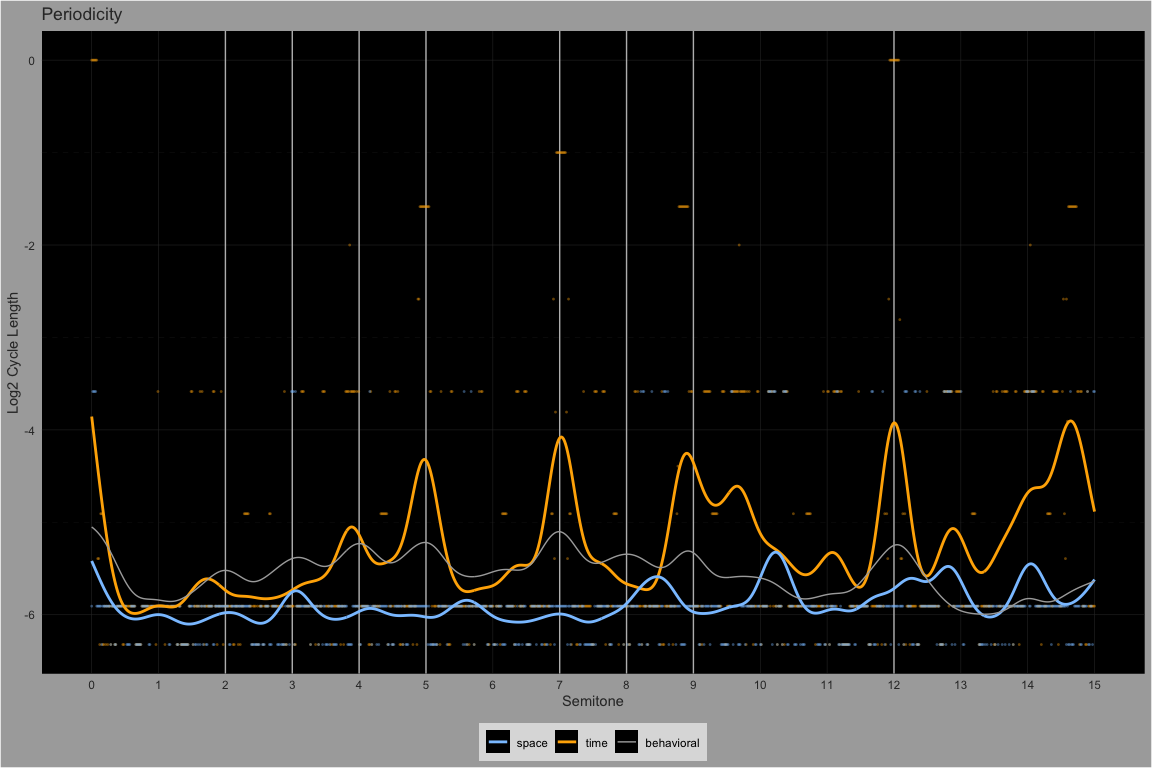 Periodicity
Log2 Cycle Length
0
-2
-4
-6
0 1 2 3 4 5 6 7 8 9 10 11 12 13 14 15
Semitone
space time behavioral